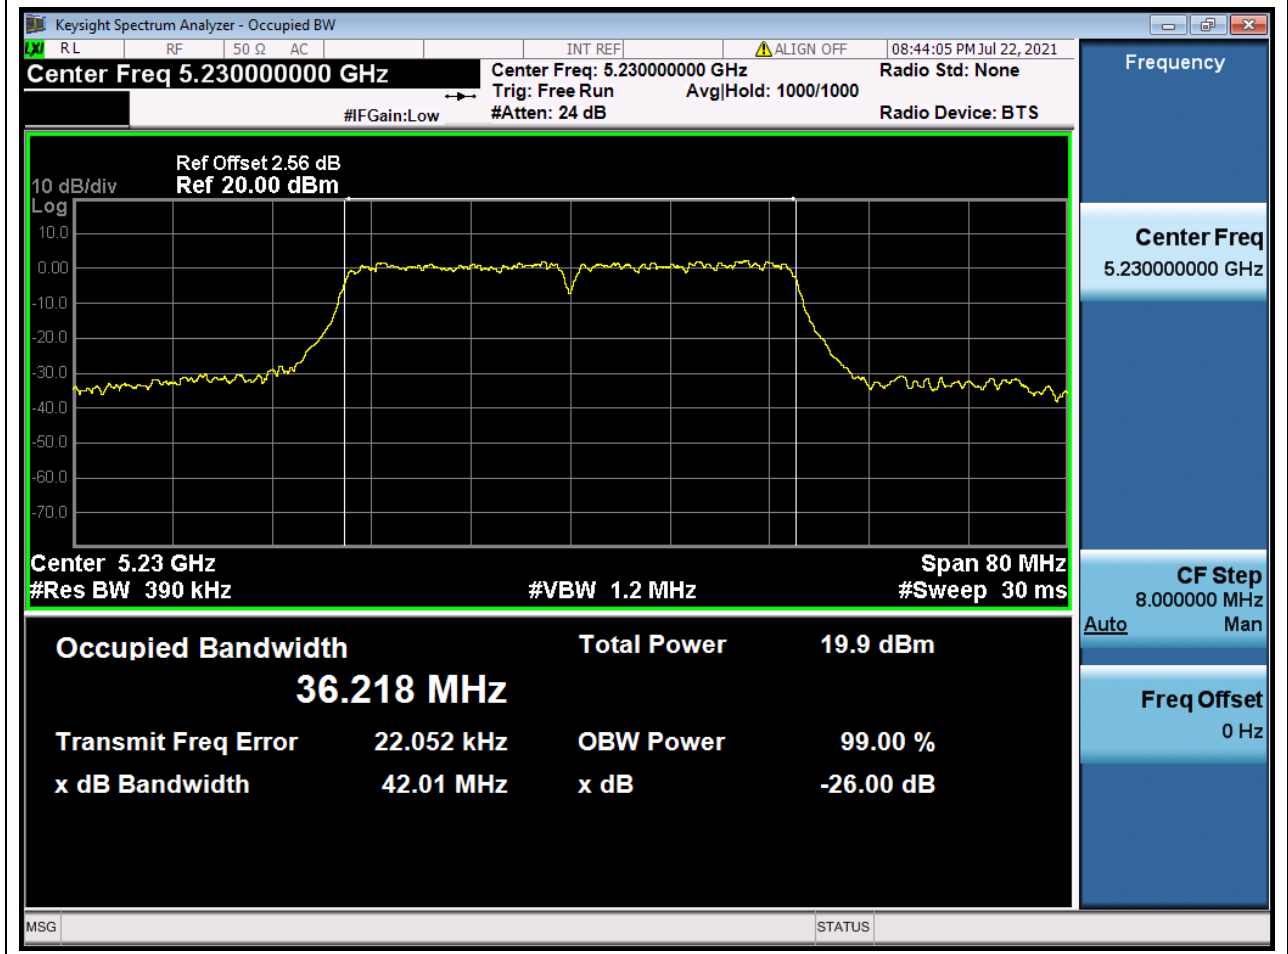 Keysight Spectrum Analyzer - Occupied BW
LXI RL RF 50 Ω AC INT REF ALIGN OFF 08:44:05 PM Jul 22, 2021
Center Freq 5.230000000 GHz
Center Freq: 5.230000000 GHz
Radio Std: None
Trig: Free Run Avg|Hold: 1000/1000
#IFGain:Low
#Atten: 24 dB
Radio Device: BTS
Ref Offset 2.56 dB
10 dB/div Ref 20.00 dBm
Log
10.0
0.00
-10.0
-20.0
-30.0
-40.0
-50.0
-60.0
-70.0
Center 5.23 GHz Span 80 MHz
#Res BW 390 kHz #VBW 1.2 MHz #Sweep 30 ms
Occupied Bandwidth Total Power 19.9 dBm
36.218 MHz
Transmit Freq Error 22.052 kHz OBW Power 99.00 %
x dB Bandwidth 42.01 MHz x dB -26.00 dB
MSG STATUS
Frequency
Center Freq
5.230000000 GHz
CF Step
8.000000 MHz
Auto Man
Freq Offset
0 Hz